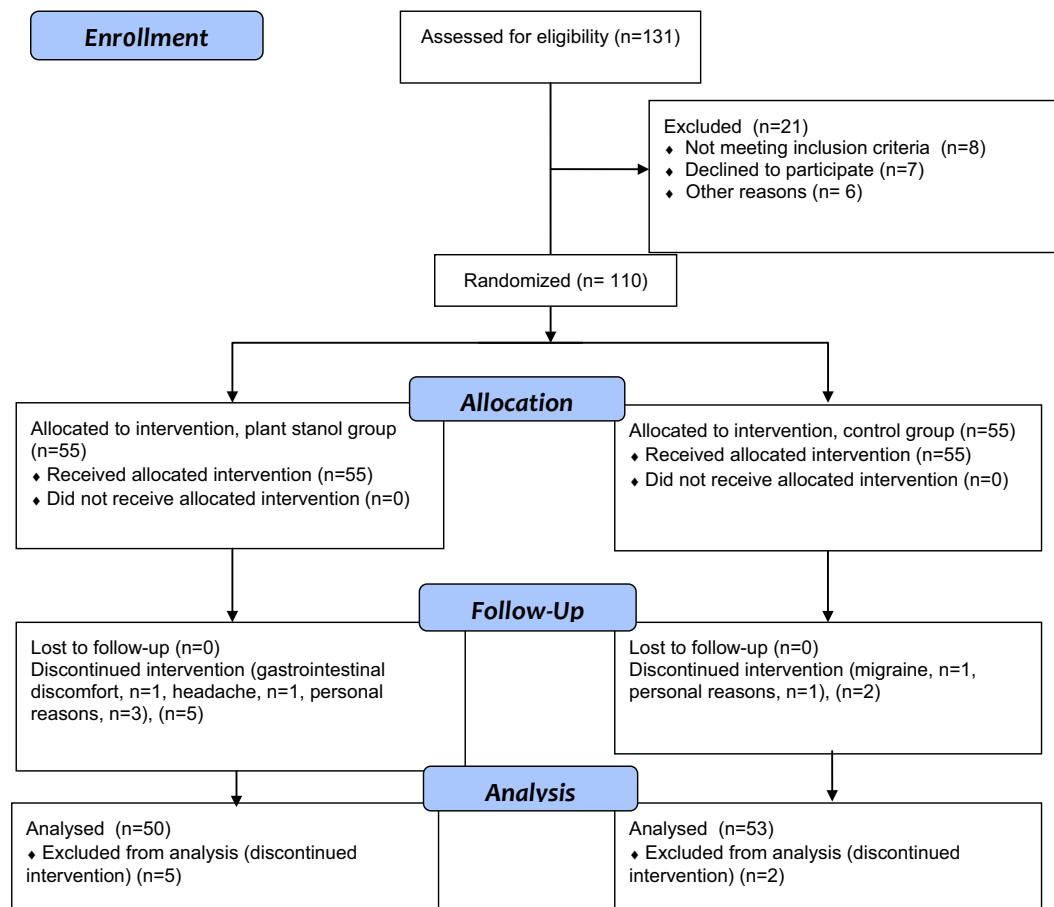 Enrollment
Assessed for eligibility (n=131)
Excluded  (n=21)
♦ Not meeting inclusion criteria  (n=8)
♦ Declined to participate (n=7)
♦ Other reasons (n= 6)
Randomized (n= 110)
Allocation
Allocated to intervention, plant stanol group
(n=55)
♦ Received allocated intervention (n=55)
♦ Did not receive allocated intervention (n=0)
Allocated to intervention, control group (n=55)
♦ Received allocated intervention (n=55)
♦ Did not receive allocated intervention (n=0)
Follow-Up
Lost to follow-up (n=0)
Discontinued intervention (gastrointestinal
discomfort, n=1, headache, n=1, personal
reasons, n=3), (n=5)
Lost to follow-up (n=0)
Discontinued intervention (migraine, n=1,
personal reasons, n=1), (n=2)
Analysis
Analysed  (n=50)
♦ Excluded from analysis (discontinued
intervention) (n=5)
Analysed  (n=53)
♦ Excluded from analysis (discontinued
intervention) (n=2)